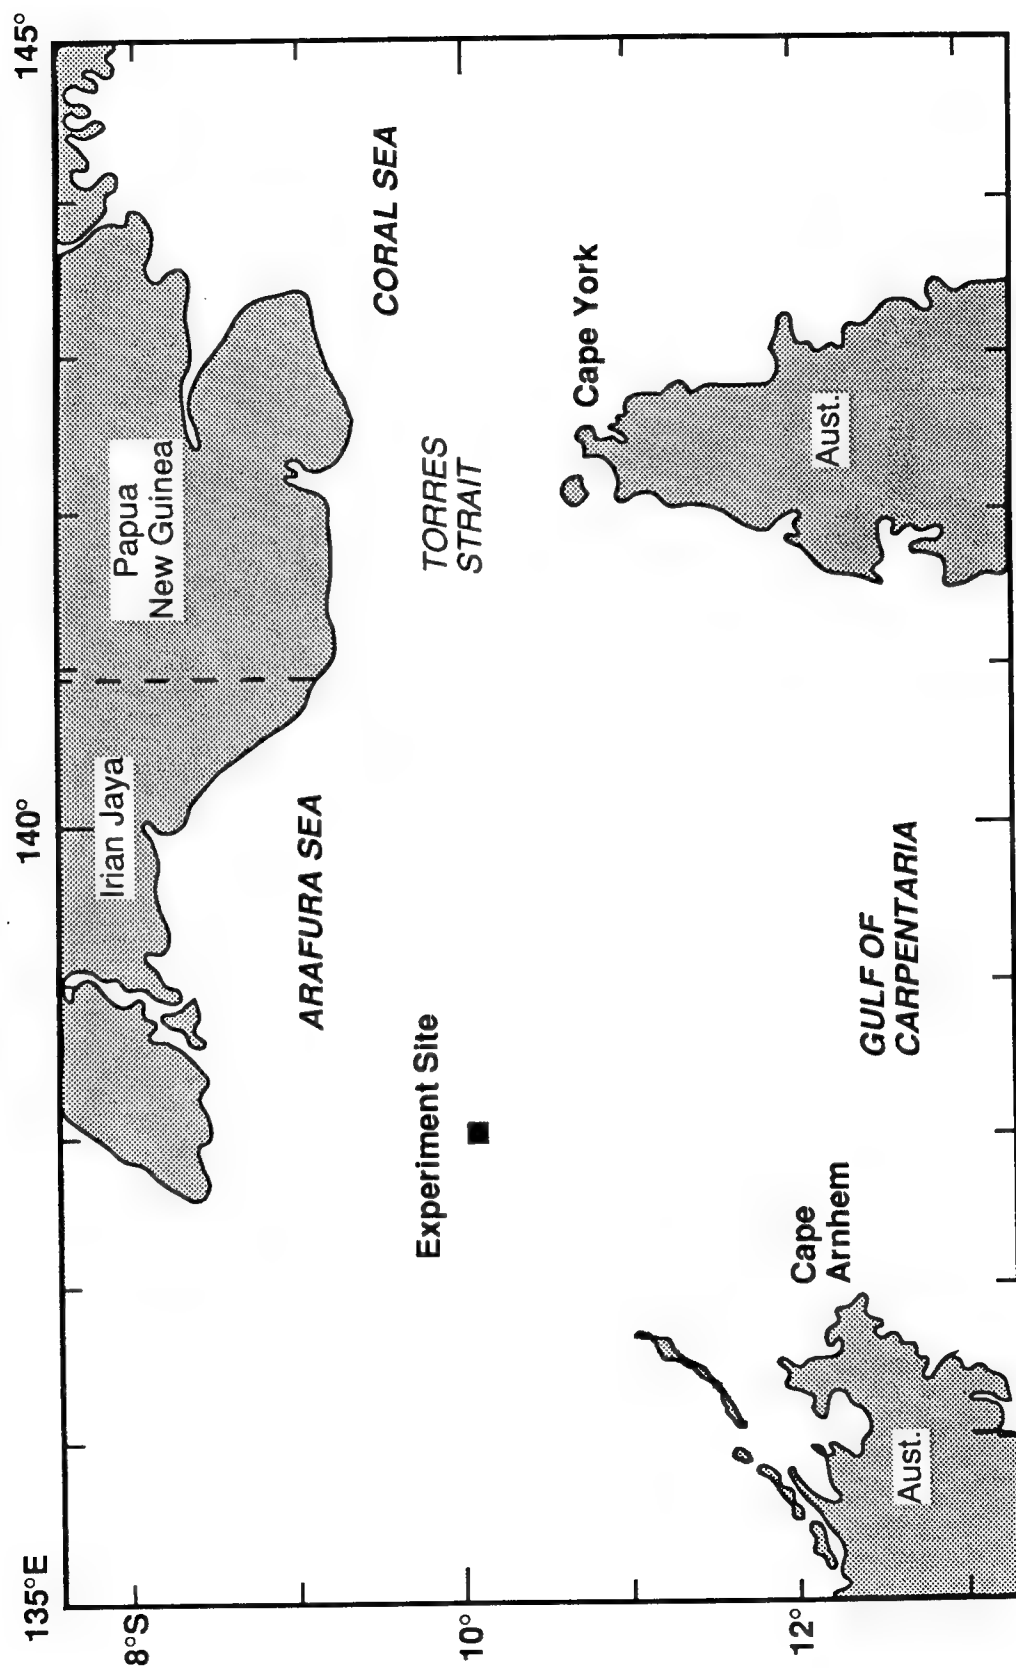 135°E
140°
145°
8°S
10°
12°
Irian Jaya
Papua
New Guinea
ARAFURA SEA
CORAL SEA
TORRES
STRAIT
Experiment Site
Cape York
Cape
Arnhem
GULF OF
CARPENTARIA
Aust.
Aust.